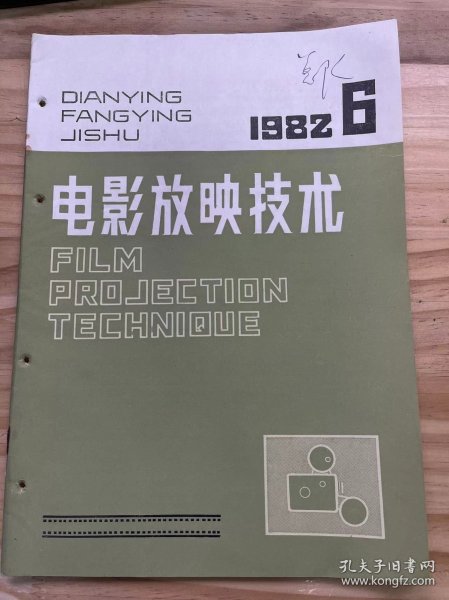 DIANYING
FANGYING
JISHU
1982 6
电影放映技术
FILM
PROJECTION
TECHNIQUE
孔夫子旧书网
www.kongfz.com